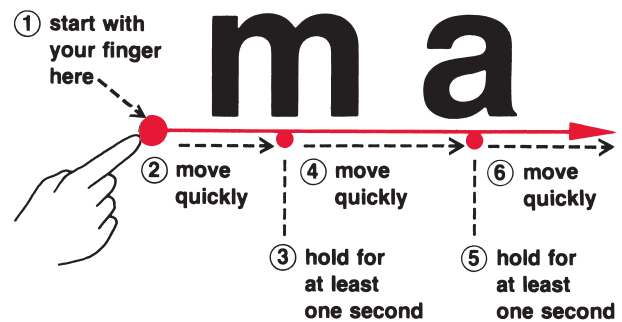 ① start with
your finger
here
m a
② move
quickly
③ hold for
at least
one second
④ move
quickly
⑤ hold for
at least
one second
⑥ move
quickly